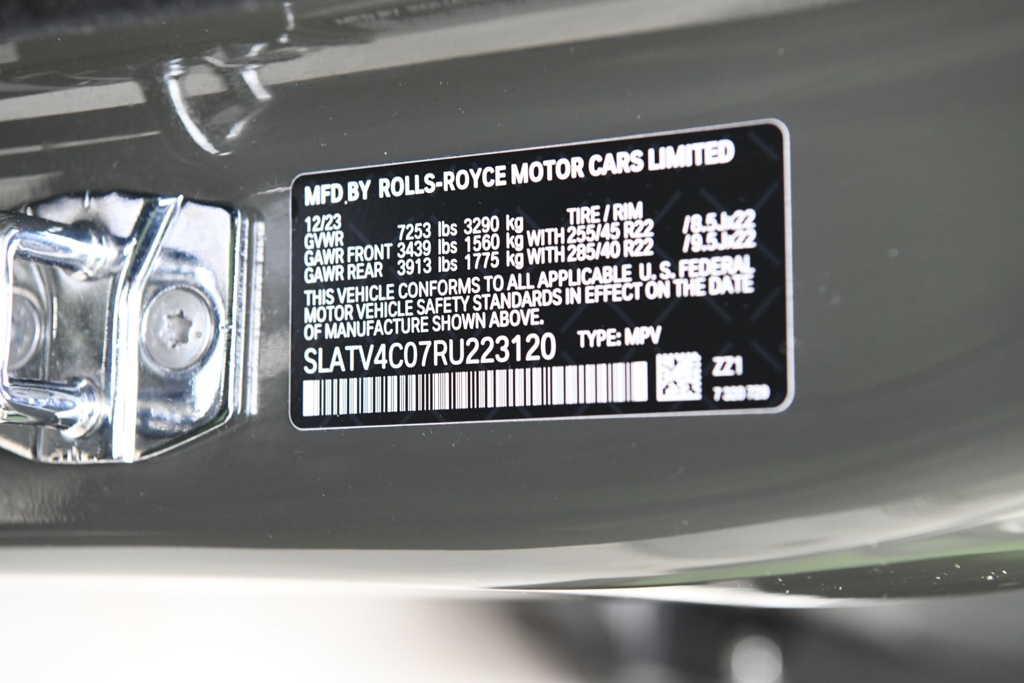 MFD.BY ROLLS-ROYCE MOTOR CARS LIMITED
12/23 TIRE / RIM
GVWR 7253 lbs 3290 kg
GAWR FRONT 3439 lbs 1560 kg WITH 255/45 R22 /8.5Jx22
GAWR REAR 3913 lbs 1775 kg WITH 285/40 R22 /9.5Jx22
THIS VEHICLE CONFORMS TO ALL APPLICABLE U.S. FEDERAL
MOTOR VEHICLE SAFETY STANDARDS IN EFFECT ON THE DATE
OF MANUFACTURE SHOWN ABOVE.
SLATV4C07RU223120 TYPE: MPV
ZZ1